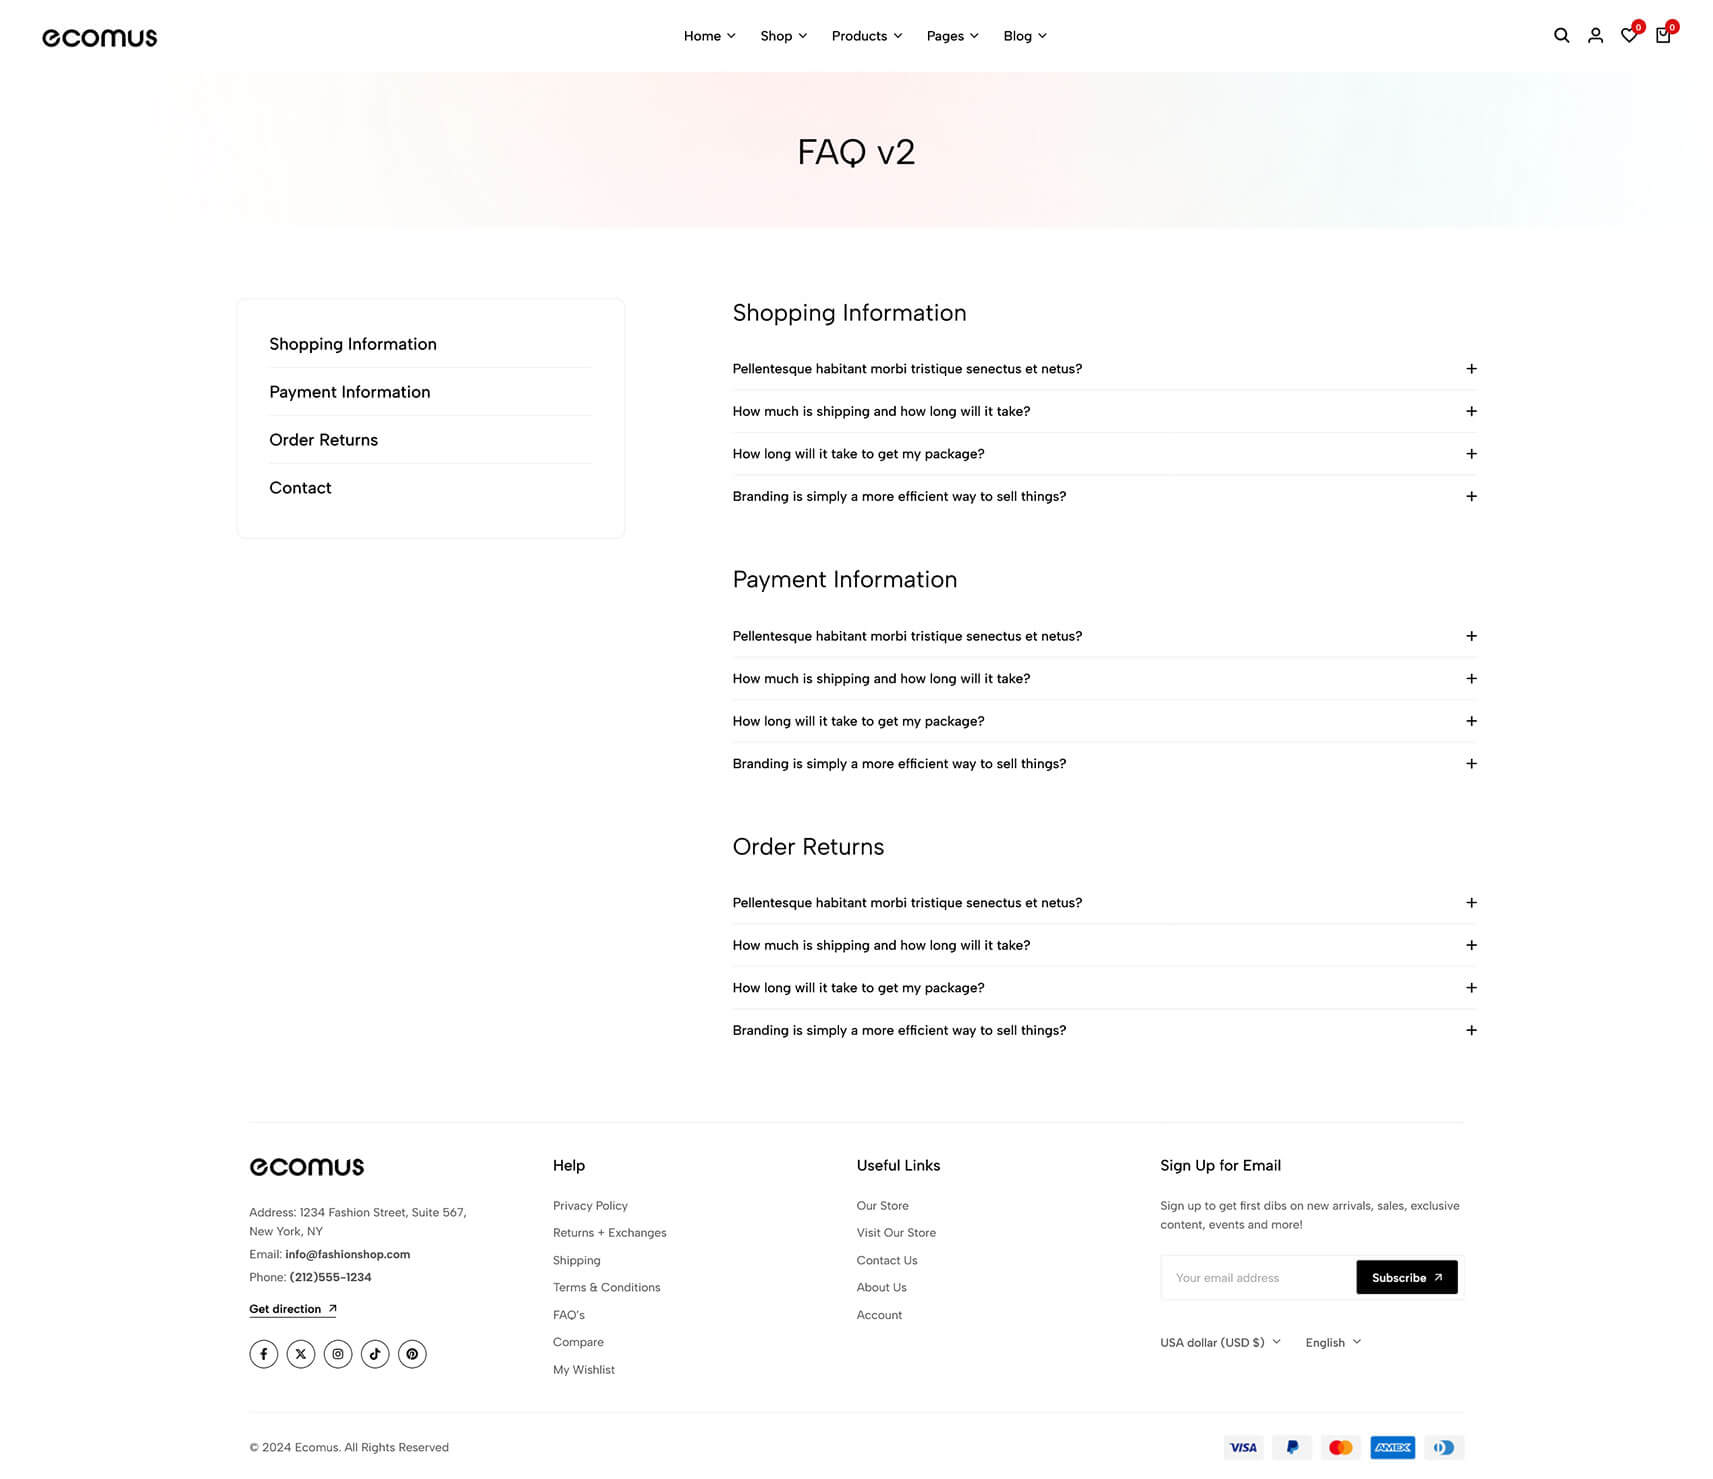 ecomus
Home Shop Products Pages Blog
0 0
FAQ v2
Shopping Information
Payment Information
Order Returns
Contact
Shopping Information
Pellentesque habitant morbi tristique senectus et netus?
How much is shipping and how long will it take?
How long will it take to get my package?
Branding is simply a more efficient way to sell things?
Payment Information
Pellentesque habitant morbi tristique senectus et netus?
How much is shipping and how long will it take?
How long will it take to get my package?
Branding is simply a more efficient way to sell things?
Order Returns
Pellentesque habitant morbi tristique senectus et netus?
How much is shipping and how long will it take?
How long will it take to get my package?
Branding is simply a more efficient way to sell things?
ecomus
Address: 1234 Fashion Street, Suite 567,
New York, NY
Email: info@fashionshop.com
Phone: (212)555-1234
Get direction
Help
Privacy Policy
Returns + Exchanges
Shipping
Terms & Conditions
FAQ's
Compare
My Wishlist
Useful Links
Our Store
Visit Our Store
Contact Us
About Us
Account
Sign Up for Email
Sign up to get first dibs on new arrivals, sales, exclusive
content, events and more!
Your email address
Subscribe
USA dollar (USD $) English
© 2024 Ecomus. All Rights Reserved
VISA AMEX